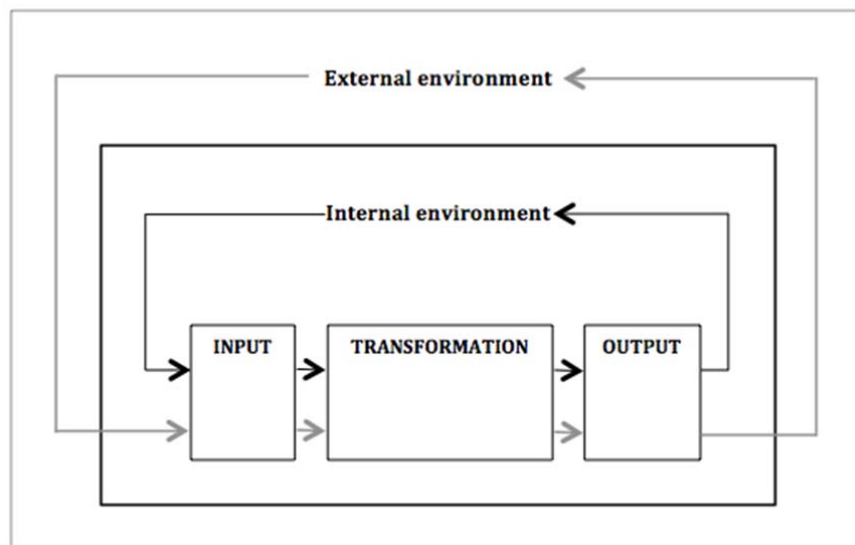 External environment
Internal environment
INPUT
TRANSFORMATION
OUTPUT